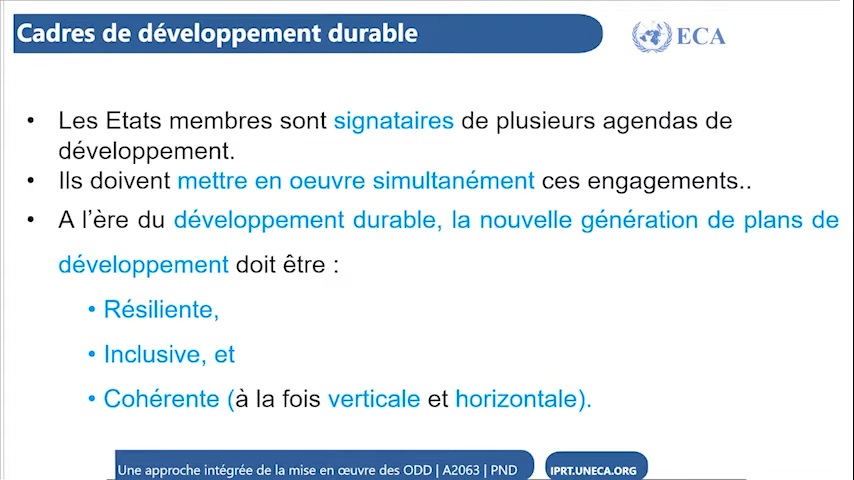 Cadres de développement durable
ECA
• Les Etats membres sont signataires de plusieurs agendas de
développement.
• Ils doivent mettre en oeuvre simultanément ces engagements..
• A l’ère du développement durable, la nouvelle génération de plans de
développement doit être :
• Résiliente,
• Inclusive, et
• Cohérente (à la fois verticale et horizontale).
Une approche intégrée de la mise en œuvre des ODD | A2063 | PND
IPRT.UNECA.ORG